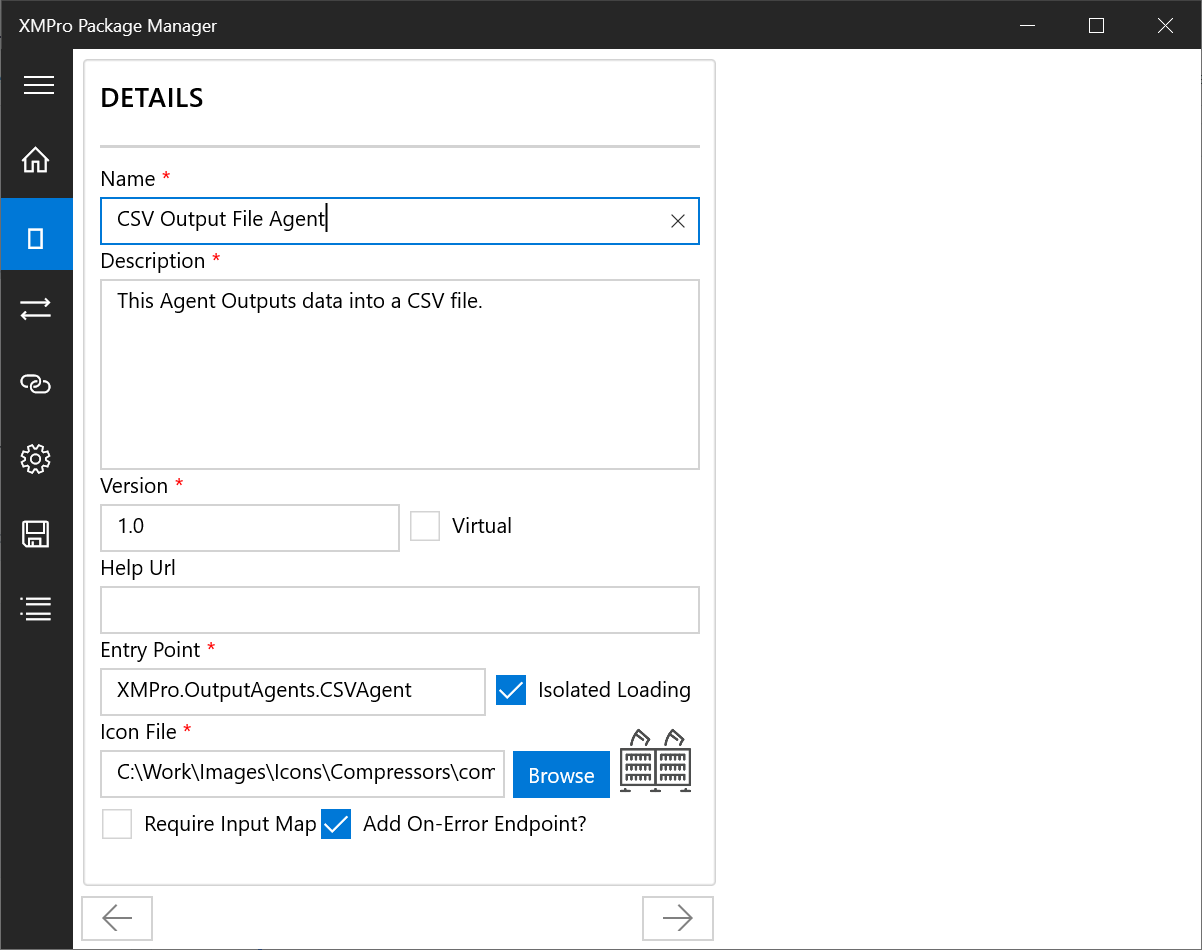 XMPro Package Manager
DETAILS
Name *
CSV Output File Agent
Description *
This Agent Outputs data into a CSV file.
Version *
1.0
Virtual
Help Url
Entry Point *
XMPro.OutputAgents.CSVAgent
Isolated Loading
Icon File *
C:\Work\Images\Icons\Compressors\com
Browse
Require Input Map
Add On-Error Endpoint?